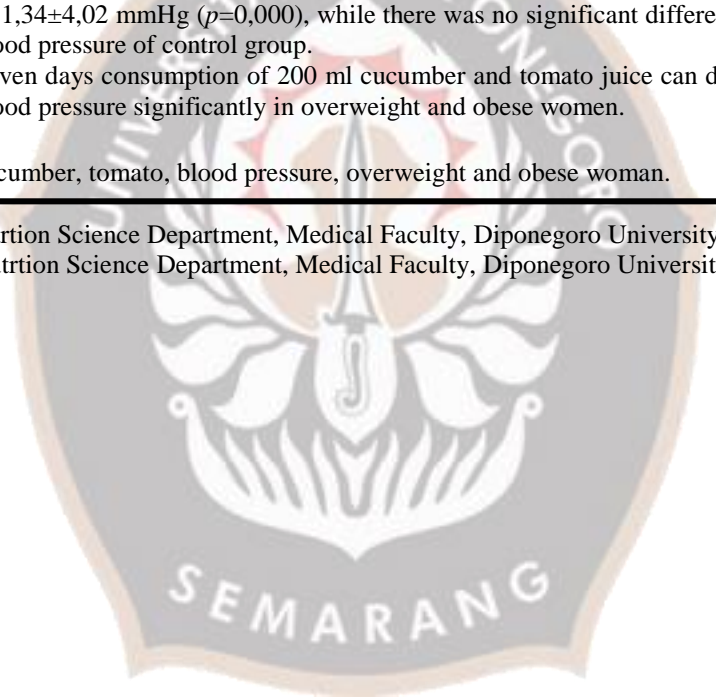 1,34±4,02 mmHg (p=0,000), while there was no significant differe
ood pressure of control group.
ven days consumption of 200 ml cucumber and tomato juice can d
ood pressure significantly in overweight and obese women.
cumber, tomato, blood pressure, overweight and obese woman.
rtion Science Department, Medical Faculty, Diponegoro University
utrtion Science Department, Medical Faculty, Diponegoro Universit
UNIVERSIT
PONEGORO
SEMARANG